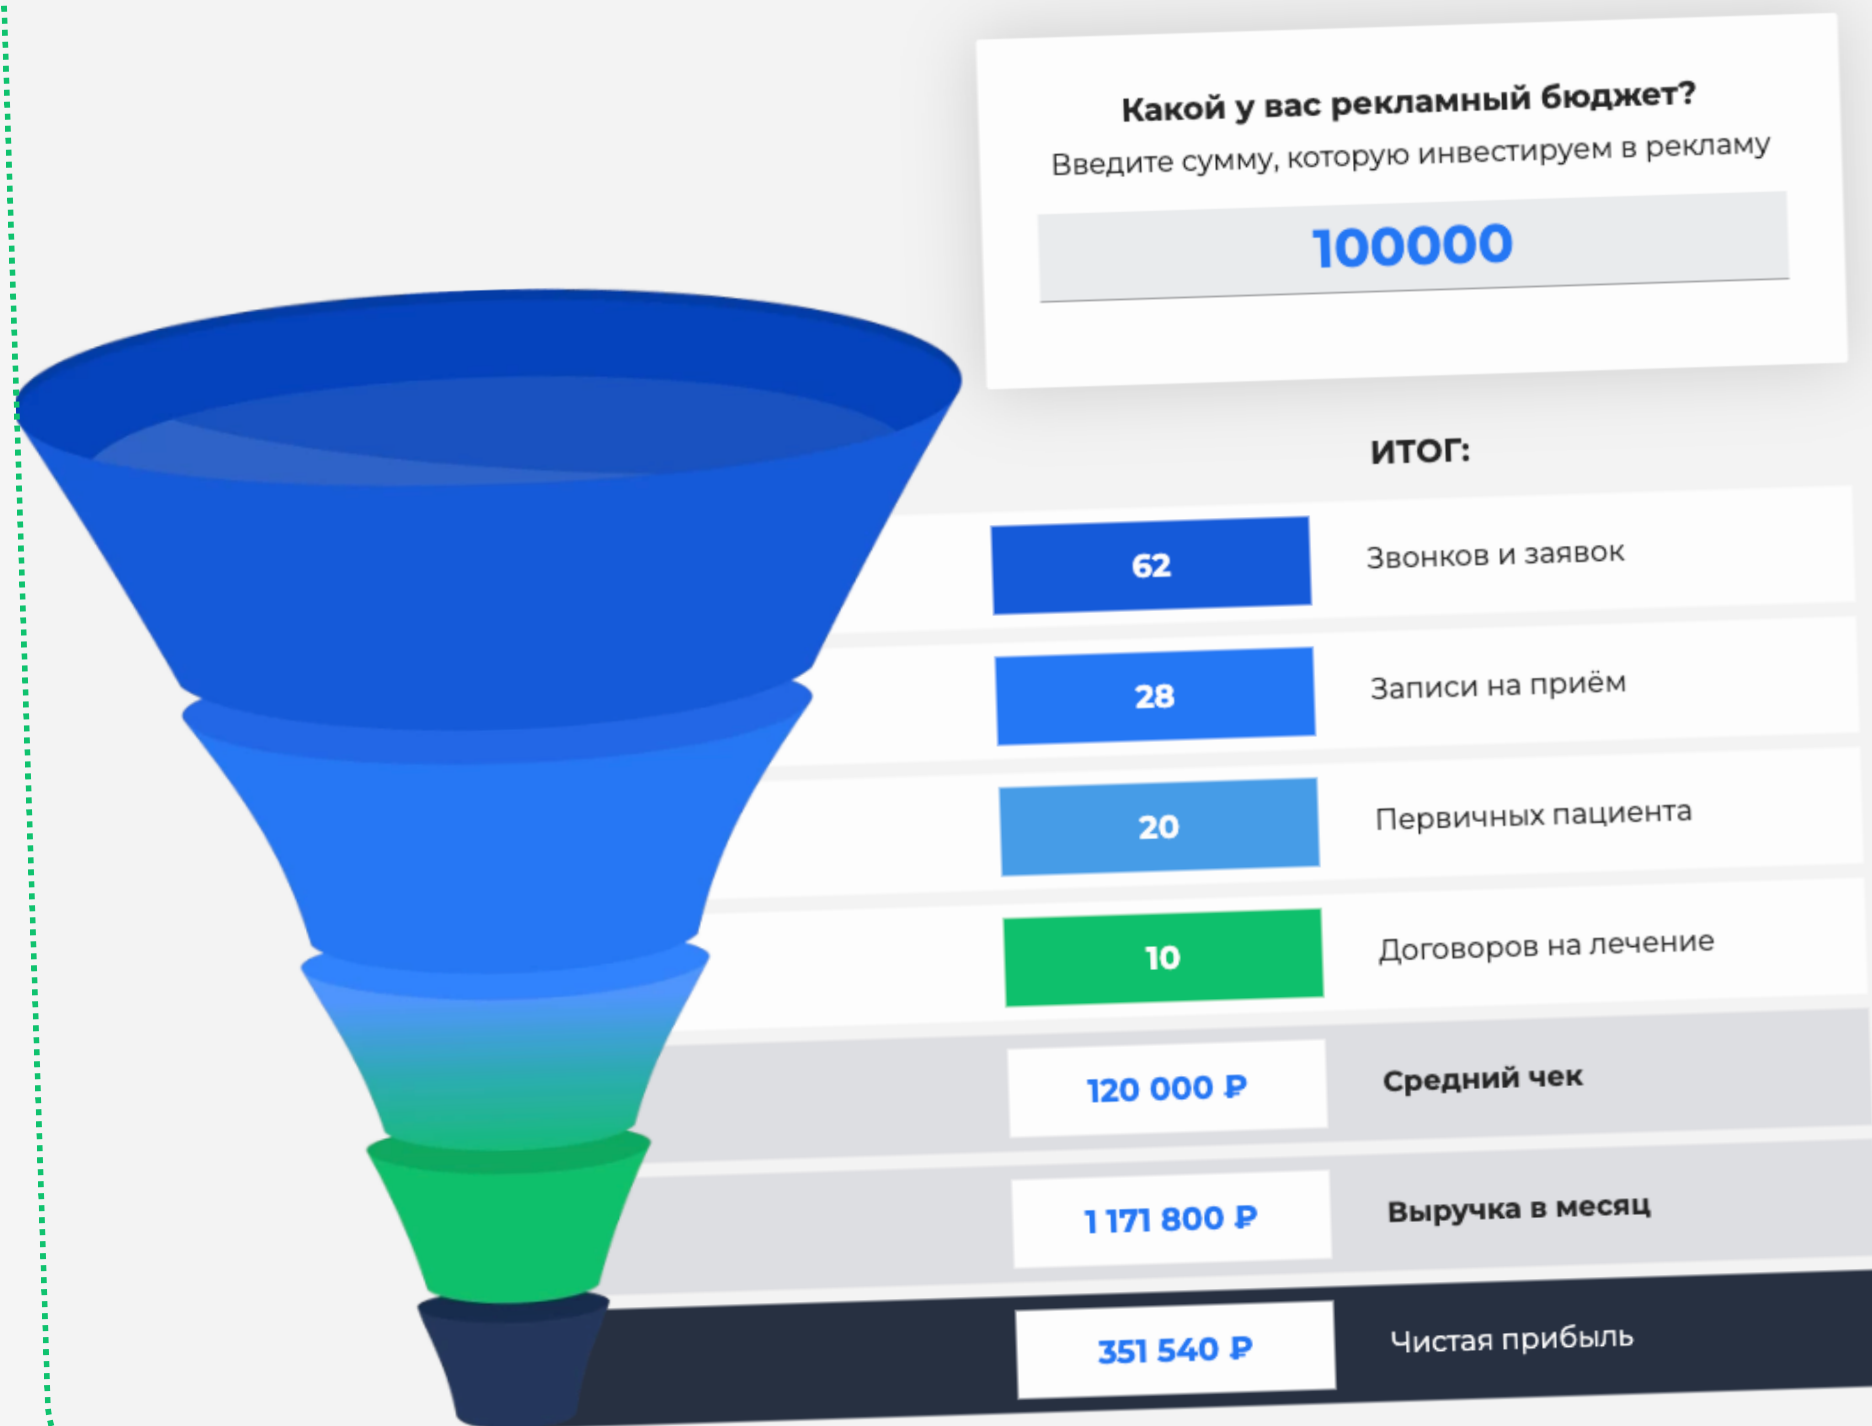 Какой у вас рекламный бюджет?
Введите сумму, которую инвестируем в рекламу
100000
ИТОГ:
62 Звонков и заявок
28 Записи на приём
20 Первичных пациента
10 Договоров на лечение
120 000 ₽ Средний чек
1 171 800 ₽ Выручка в месяц
351 540 ₽ Чистая прибыль